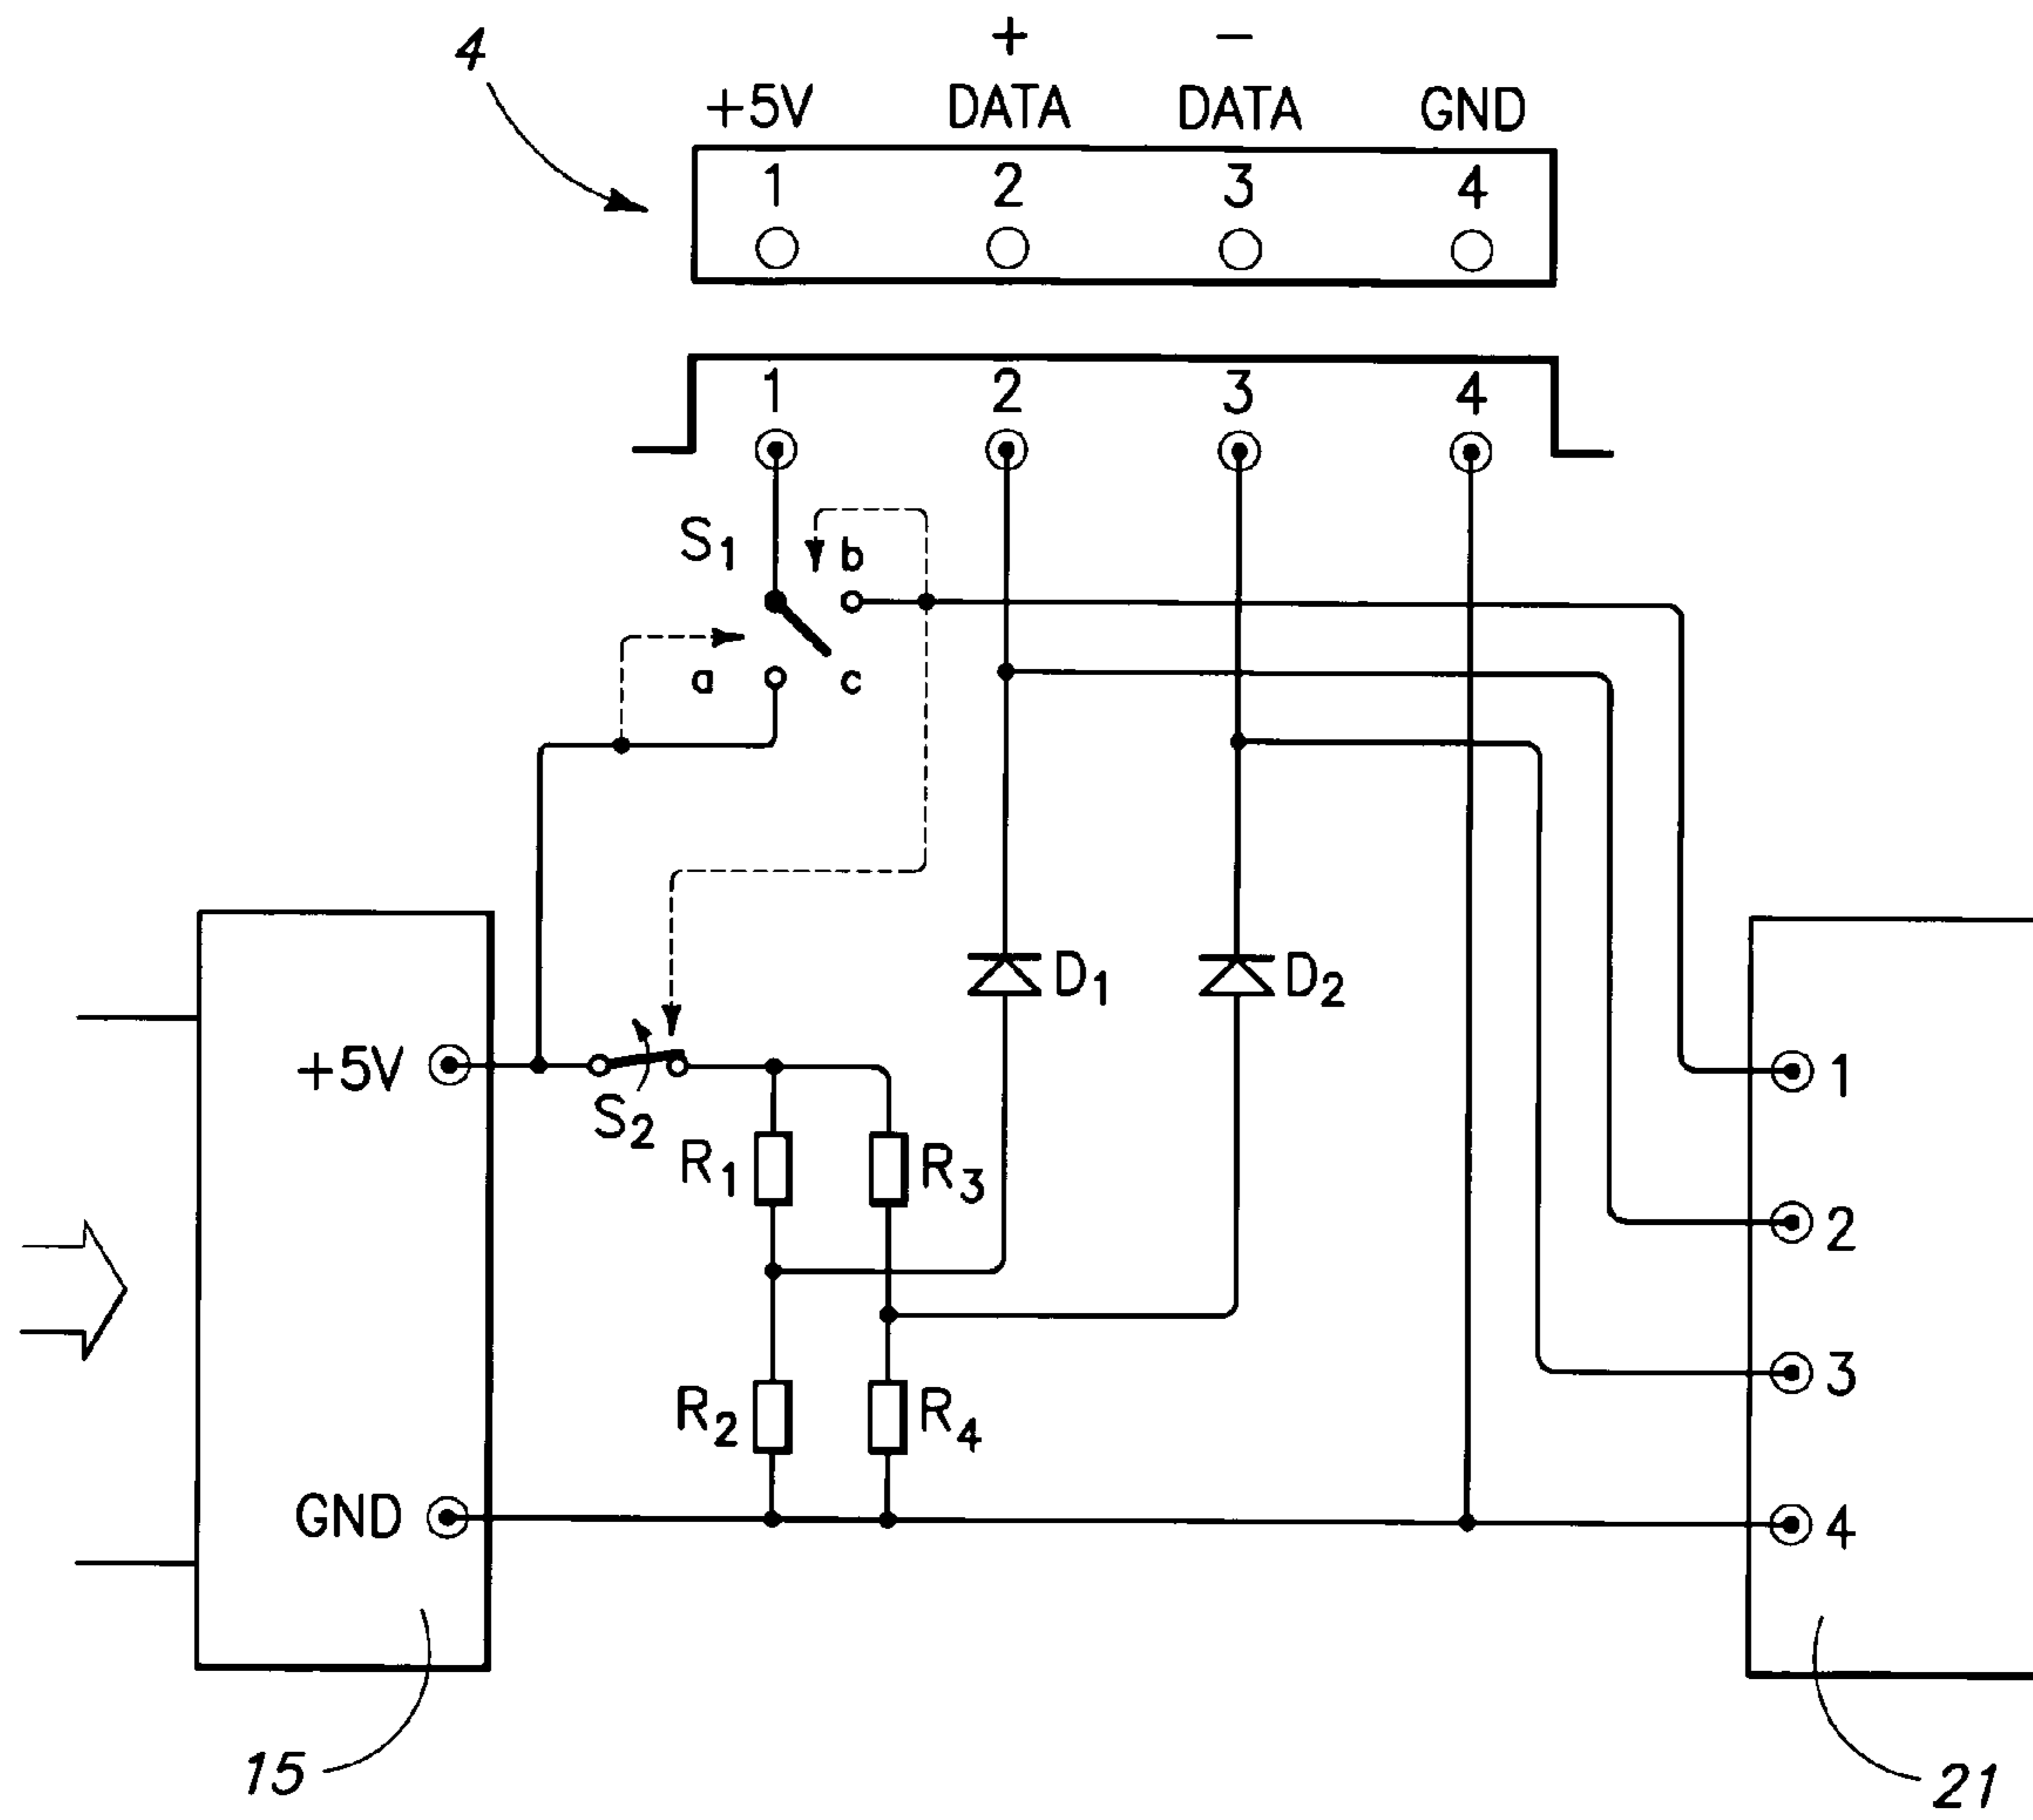 4
+ −
+5V DATA DATA GND
1 2 3 4
1 2 3 4
S1
b
a
c
D1 D2
+5V
1
S2
R1 R3
2
3
R2 R4
GND
4
15
21